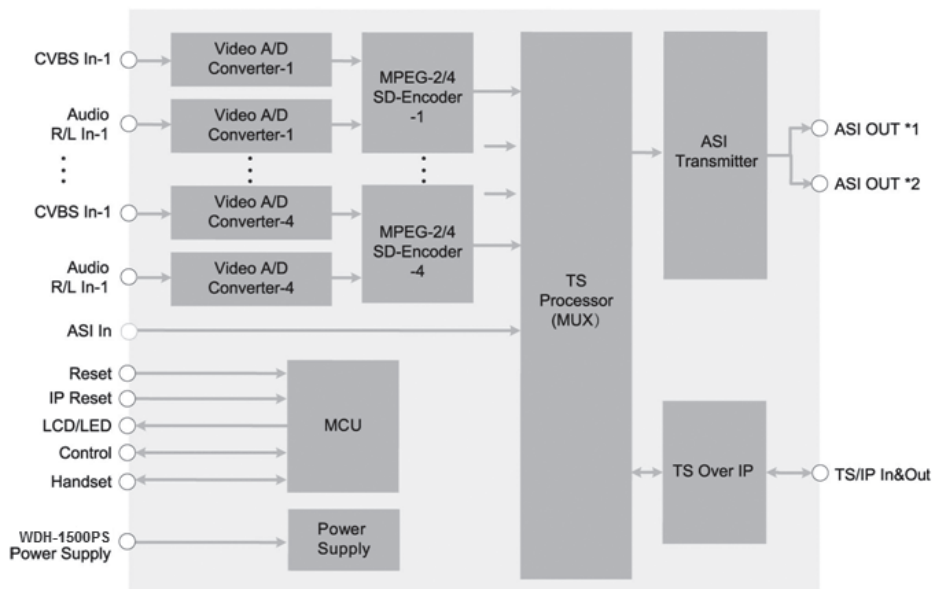 CVBS In-1
Video A/D
Converter-1
MPEG-2/4
SD-Encoder
-1
Audio
R/L In-1
Video A/D
Converter-1
CVBS In-1
Video A/D
Converter-4
MPEG-2/4
SD-Encoder
-4
Audio
R/L In-1
Video A/D
Converter-4
ASI In
TS
Processor
(MUX)
ASI
Transmitter
ASI OUT *1
ASI OUT *2
Reset
IP Reset
LCD/LED
Control
Handset
MCU
TS Over IP
TS/IP In&Out
WDH-1500PS
Power Supply
Power
Supply